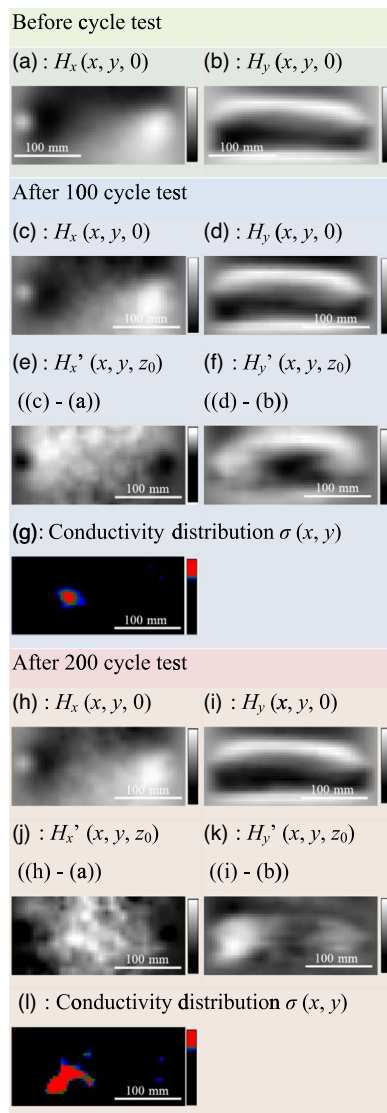 Before cycle test
(a) : Hx (x, y, 0) (b) : Hy (x, y, 0)
100 mm 100 mm
After 100 cycle test
(c) : Hx (x, y, 0) (d) : Hy (x, y, 0)
100 mm 100 mm
(e) : Hx’ (x, y, z0) (f) : Hy’ (x, y, z0)
((c) - (a)) ((d) - (b))
100 mm 100 mm
(g): Conductivity distribution σ (x, y)
100 mm
After 200 cycle test
(h) : Hx (x, y, 0) (i) : Hy (x, y, 0)
100 mm 100 mm
(j) : Hx’ (x, y, z0) (k) : Hy’ (x, y, z0)
((h) - (a)) ((i) - (b))
100 mm 100 mm
(l) : Conductivity distribution σ (x, y)
100 mm